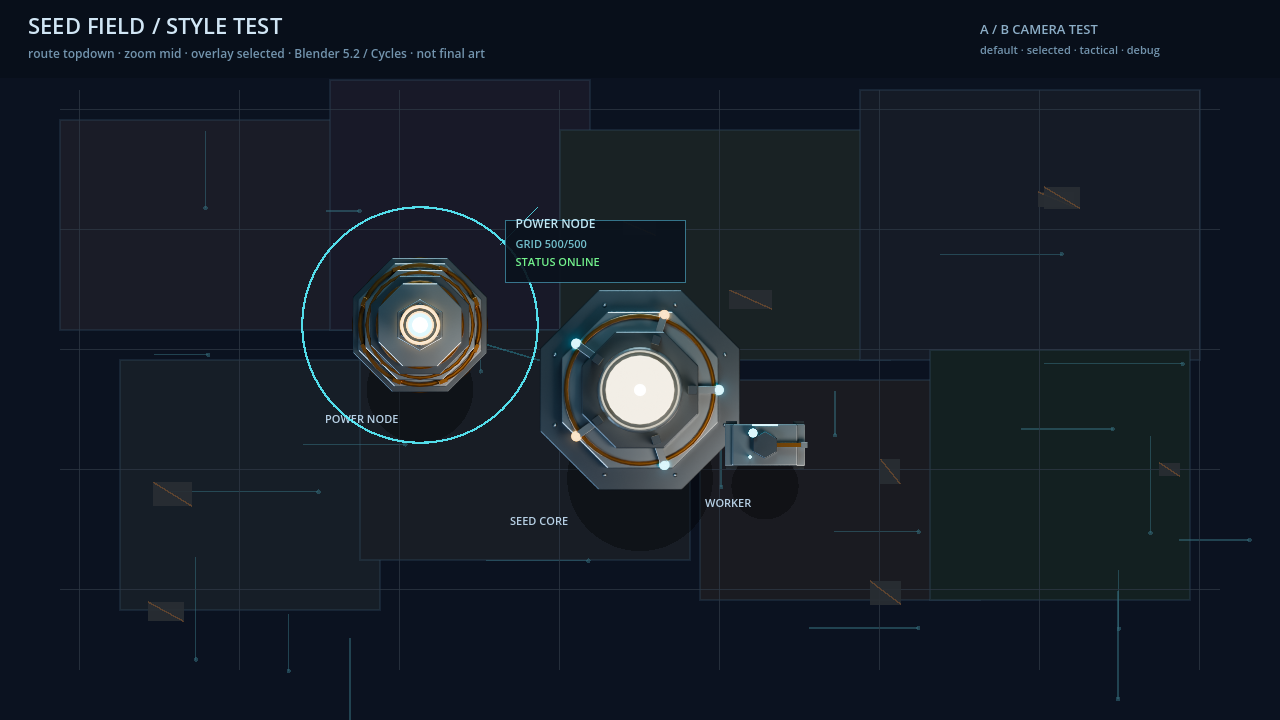 SEED FIELD / STYLE TEST
route topdown · zoom mid · overlay selected · Blender 5.2 / Cycles · not final art
A / B CAMERA TEST
default · selected · tactical · debug
POWER NODE
GRID 500/500
STATUS ONLINE
POWER NODE
WORKER
SEED CORE